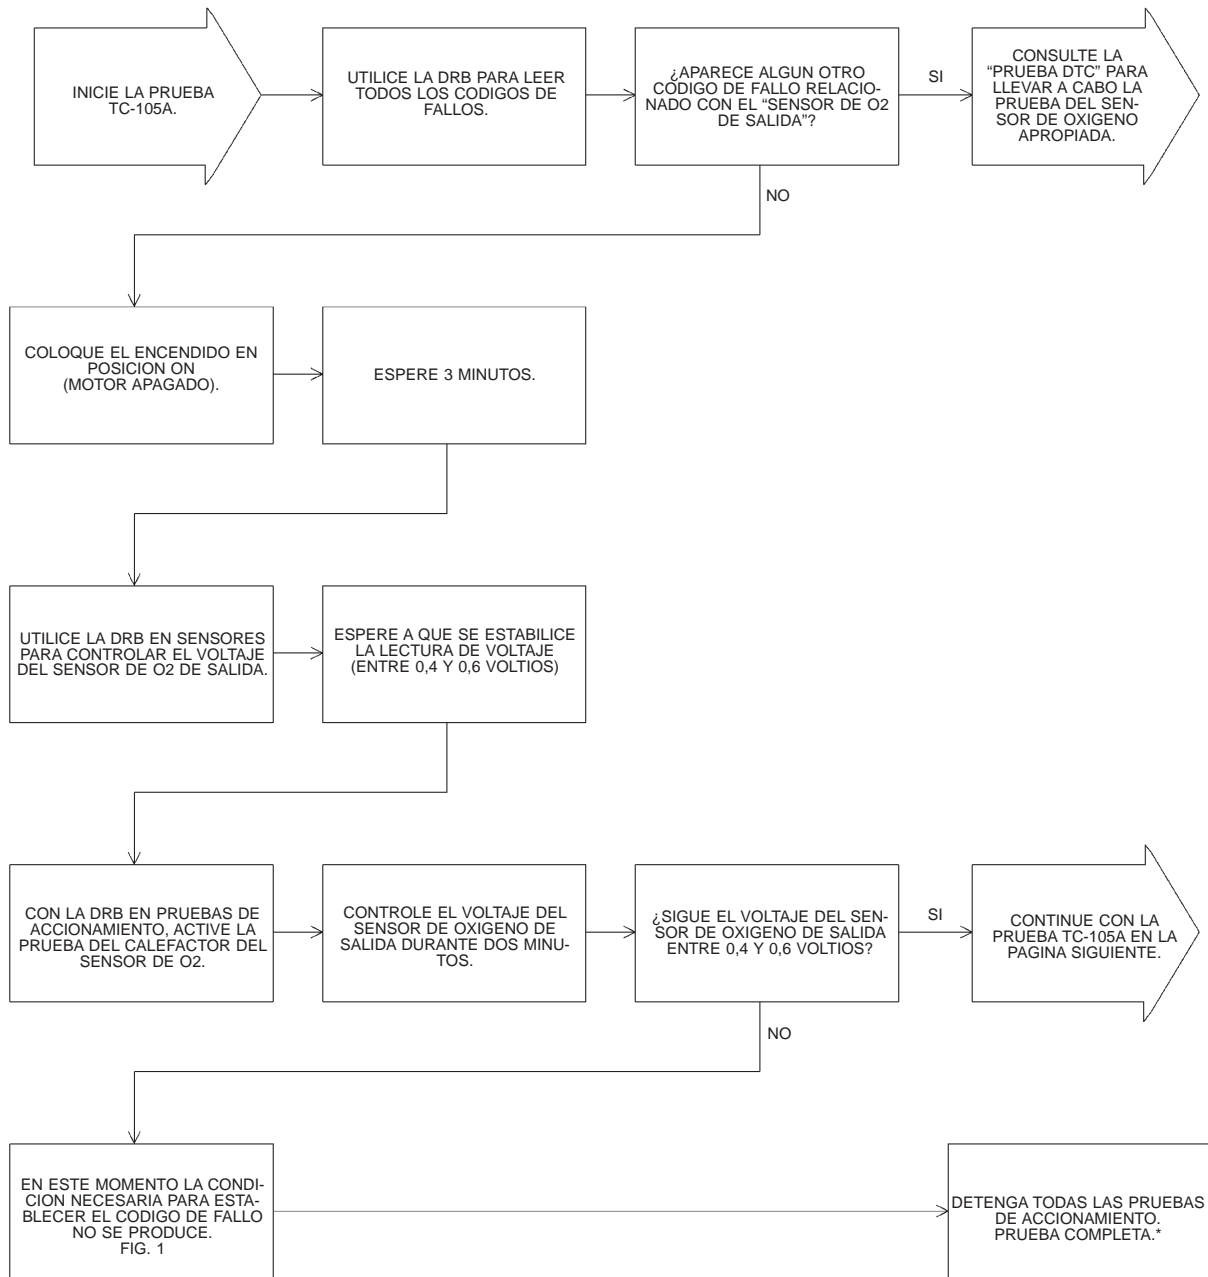 INICIE LA PRUEBA
TC-105A.
UTILICE LA DRB PARA LEER
TODOS LOS CODIGOS DE
FALLOS.
¿APARECE ALGUN OTRO
CODIGO DE FALLO RELACIO-
NADO CON EL “SENSOR DE O2
DE SALIDA”?
SI
CONSULTE LA
“PRUEBA DTC” PARA
LLEVAR A CABO LA
PRUEBA DEL SEN-
SOR DE OXIGENO
APROPIADA.
NO
COLOQUE EL ENCENDIDO EN
POSICION ON
(MOTOR APAGADO).
ESPERE 3 MINUTOS.
UTILICE LA DRB EN SENSORES
PARA CONTROLAR EL VOLTAJE
DEL SENSOR DE O2 DE SALIDA.
ESPERE A QUE SE ESTABILICE
LA LECTURA DE VOLTAJE
(ENTRE 0,4 Y 0,6 VOLTIOS)
CON LA DRB EN PRUEBAS DE
ACCIONAMIENTO, ACTIVE LA
PRUEBA DEL CALEFACTOR DEL
SENSOR DE O2.
CONTROLE EL VOLTAJE DEL
SENSOR DE OXIGENO DE
SALIDA DURANTE DOS MINU-
TOS.
¿SIGUE EL VOLTAJE DEL SEN-
SOR DE OXIGENO DE SALIDA
ENTRE 0,4 Y 0,6 VOLTIOS?
SI
CONTINUE CON LA
PRUEBA TC-105A EN LA
PAGINA SIGUIENTE.
NO
EN ESTE MOMENTO LA CONDI-
CION NECESARIA PARA ESTA-
BLECER EL CODIGO DE FALLO
NO SE PRODUCE.
FIG. 1
DETENGA TODAS LAS PRUEBAS
DE ACCIONAMIENTO.
PRUEBA COMPLETA.*